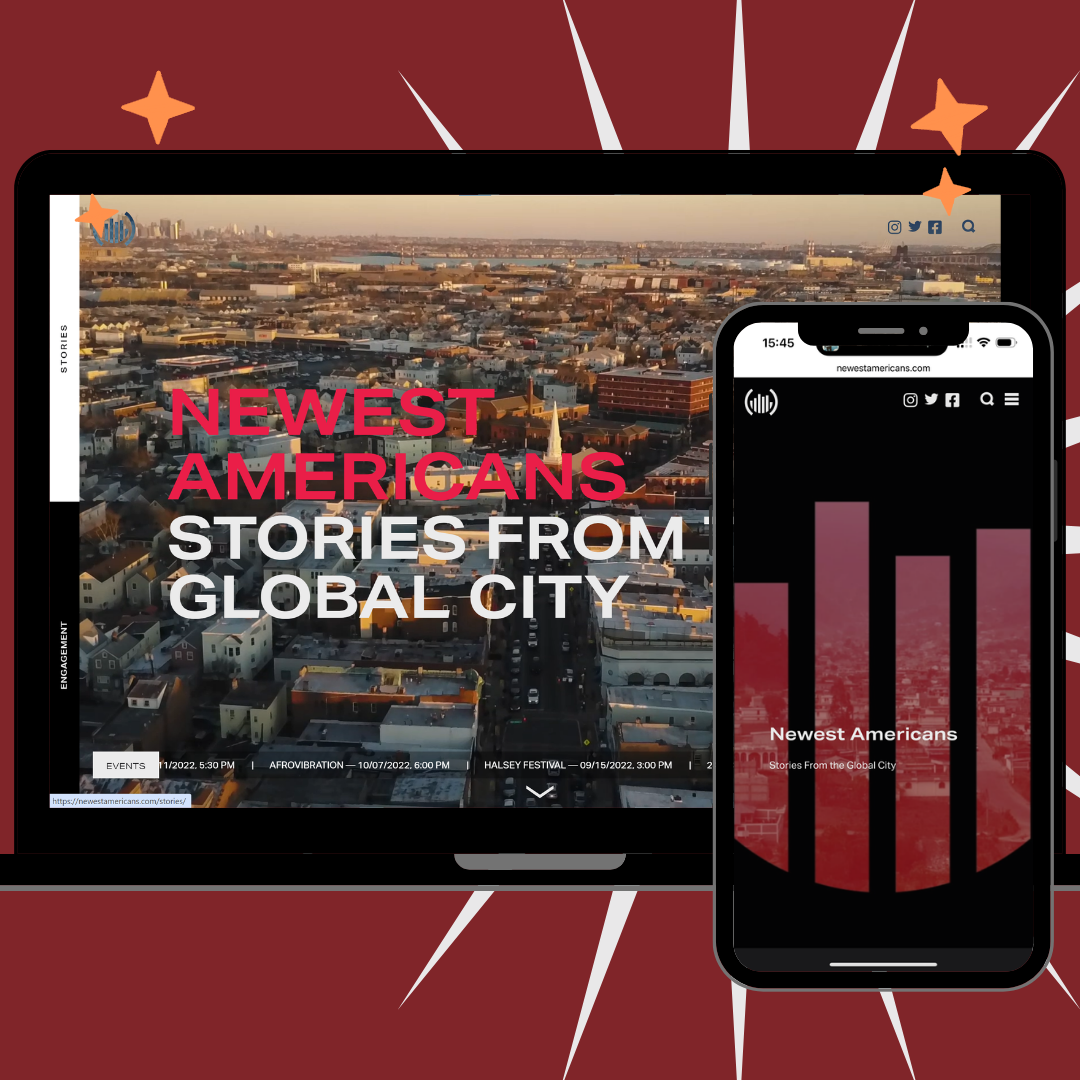 STORIES
ENGAGEMENT
NEWEST
AMERICANS
STORIES FROM
GLOBAL CITY
EVENTS
11/2022, 5:30 PM | AFROVIBRATION — 10/07/2022, 6:00 PM | HALSEY FESTIVAL — 09/15/2022, 3:00 PM | 2
https://newestamericans.com/stories/
15:45
newestamericans.com
Newest Americans
Stories From the Global City